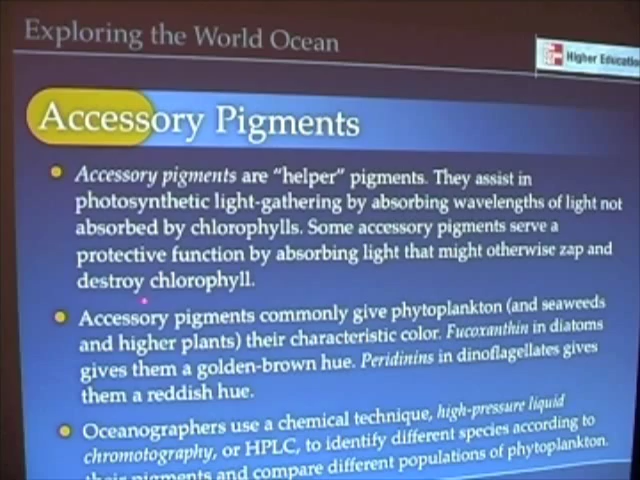 Exploring the World Ocean
Higher Education
Accessory Pigments
Accessory pigments are "helper" pigments. They assist in
photosynthetic light-gathering by absorbing wavelengths of light not
absorbed by chlorophylls. Some accessory pigments serve a
protective function by absorbing light that might otherwise zap and
destroy chlorophyll.
Accessory pigments commonly give phytoplankton (and seaweeds
and higher plants) their characteristic color. Fucoxanthin in diatoms
gives them a golden-brown hue. Peridinins in dinoflagellates gives
them a reddish hue.
Oceanographers use a chemical technique, high-pressure liquid
chromotography, or HPLC, to identify different species according to
their pigments and compare different populations of phytoplankton.